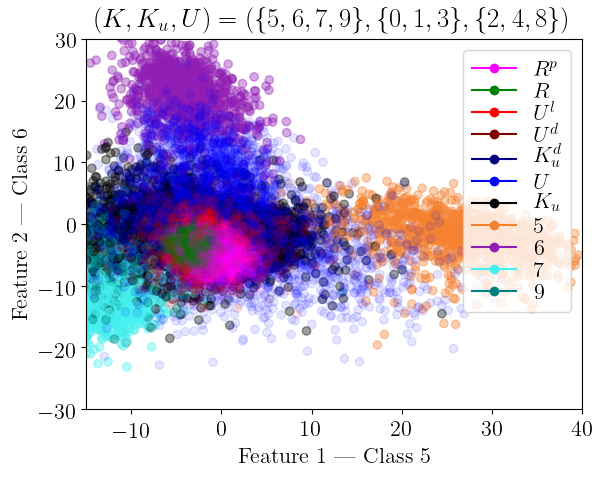 (K, K_u, U) = ({5, 6, 7, 9}, {0, 1, 3}, {2, 4, 8})
30
20
10
0
−10
−20
−30
Feature 2 — Class 6
−10
0
10
20
30
40
Feature 1 — Class 5
R^p
R
U^l
U^d
K_u^d
U
K_u
5
6
7
9